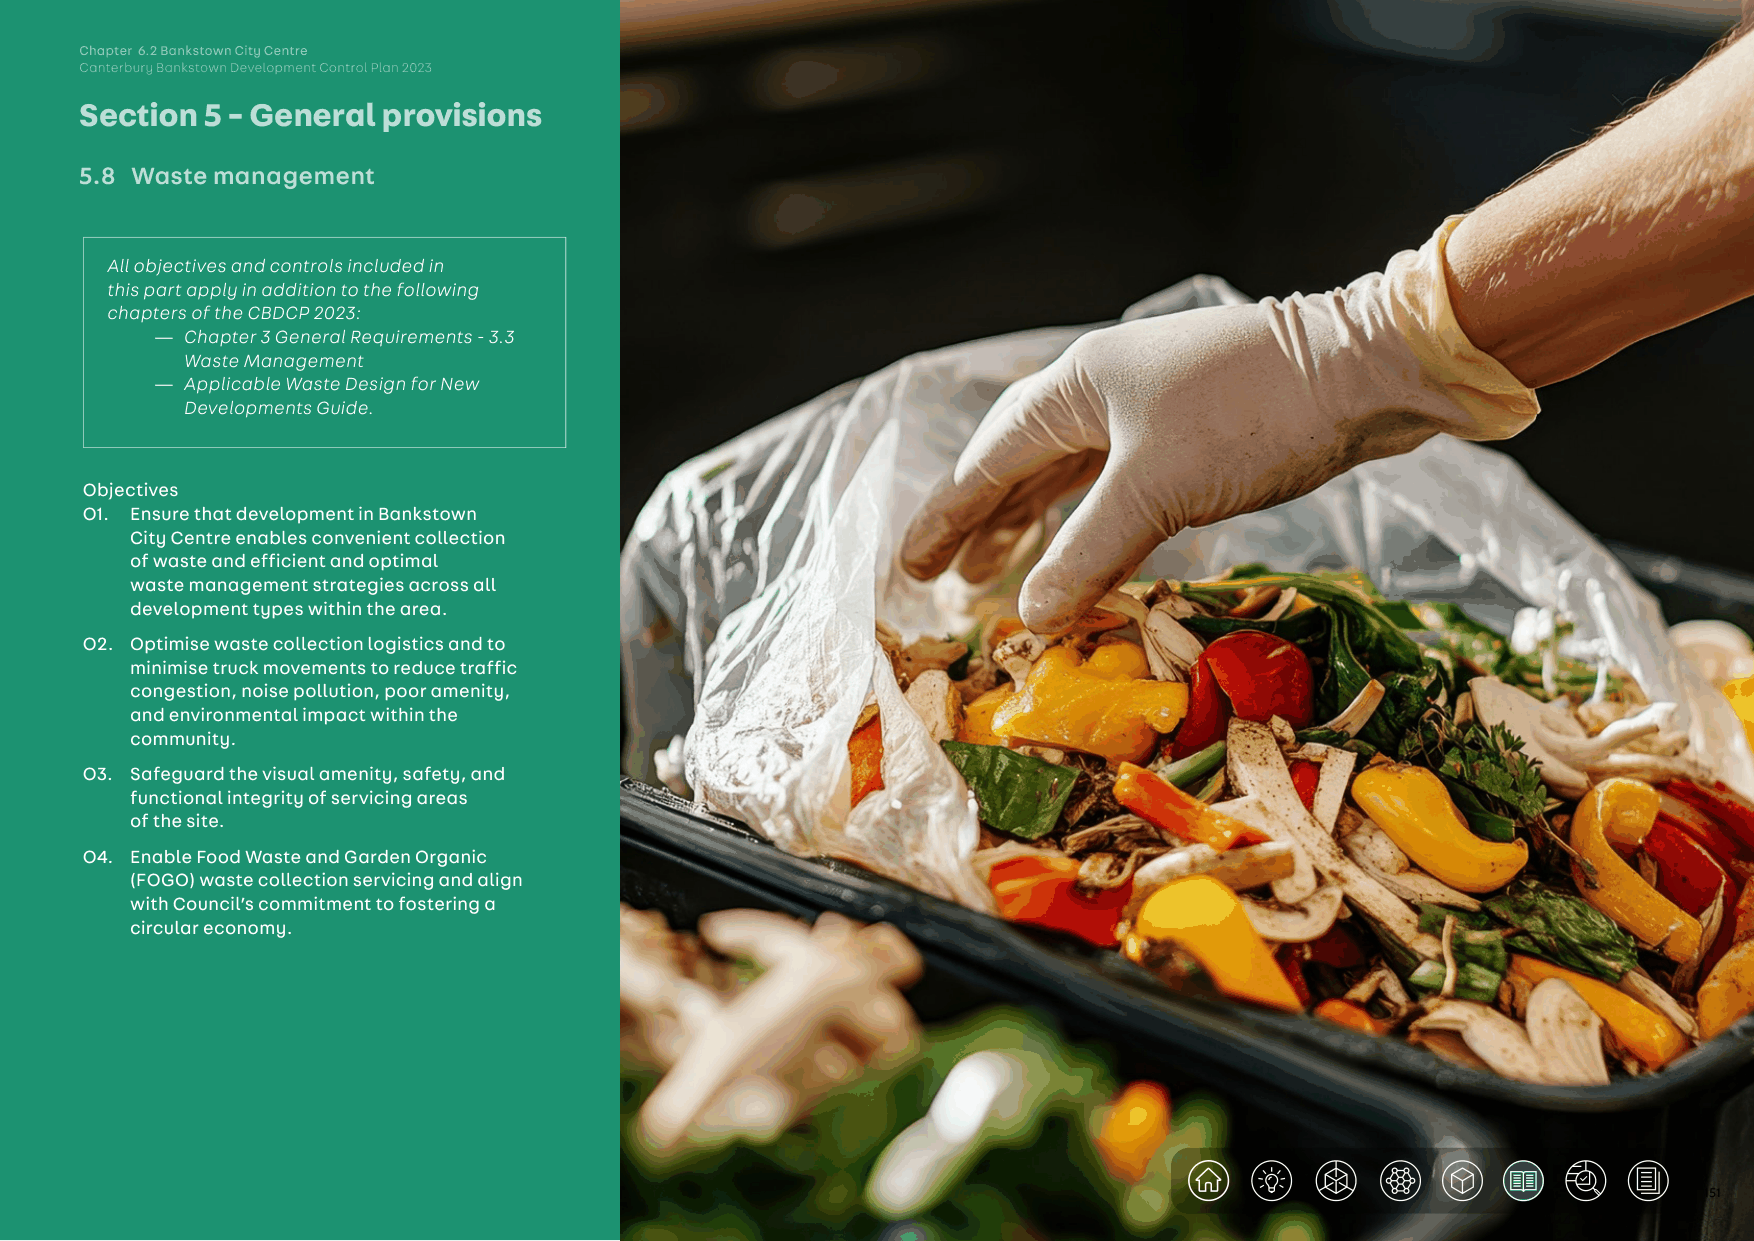 Chapter 6.2 Bankstown City Centre
Canterbury Bankstown Development Control Plan 2023
Section 5 – General provisions
5.8 Waste management
All objectives and controls included in
this part apply in addition to the following
chapters of the CBDCP 2023:
— Chapter 3 General Requirements - 3.3
Waste Management
— Applicable Waste Design for New
Developments Guide.
Objectives
O1. Ensure that development in Bankstown
City Centre enables convenient collection
of waste and efficient and optimal
waste management strategies across all
development types within the area.
O2. Optimise waste collection logistics and to
minimise truck movements to reduce traffic
congestion, noise pollution, poor amenity,
and environmental impact within the
community.
O3. Safeguard the visual amenity, safety, and
functional integrity of servicing areas
of the site.
O4. Enable Food Waste and Garden Organic
(FOGO) waste collection servicing and align
with Council's commitment to fostering a
circular economy.
51